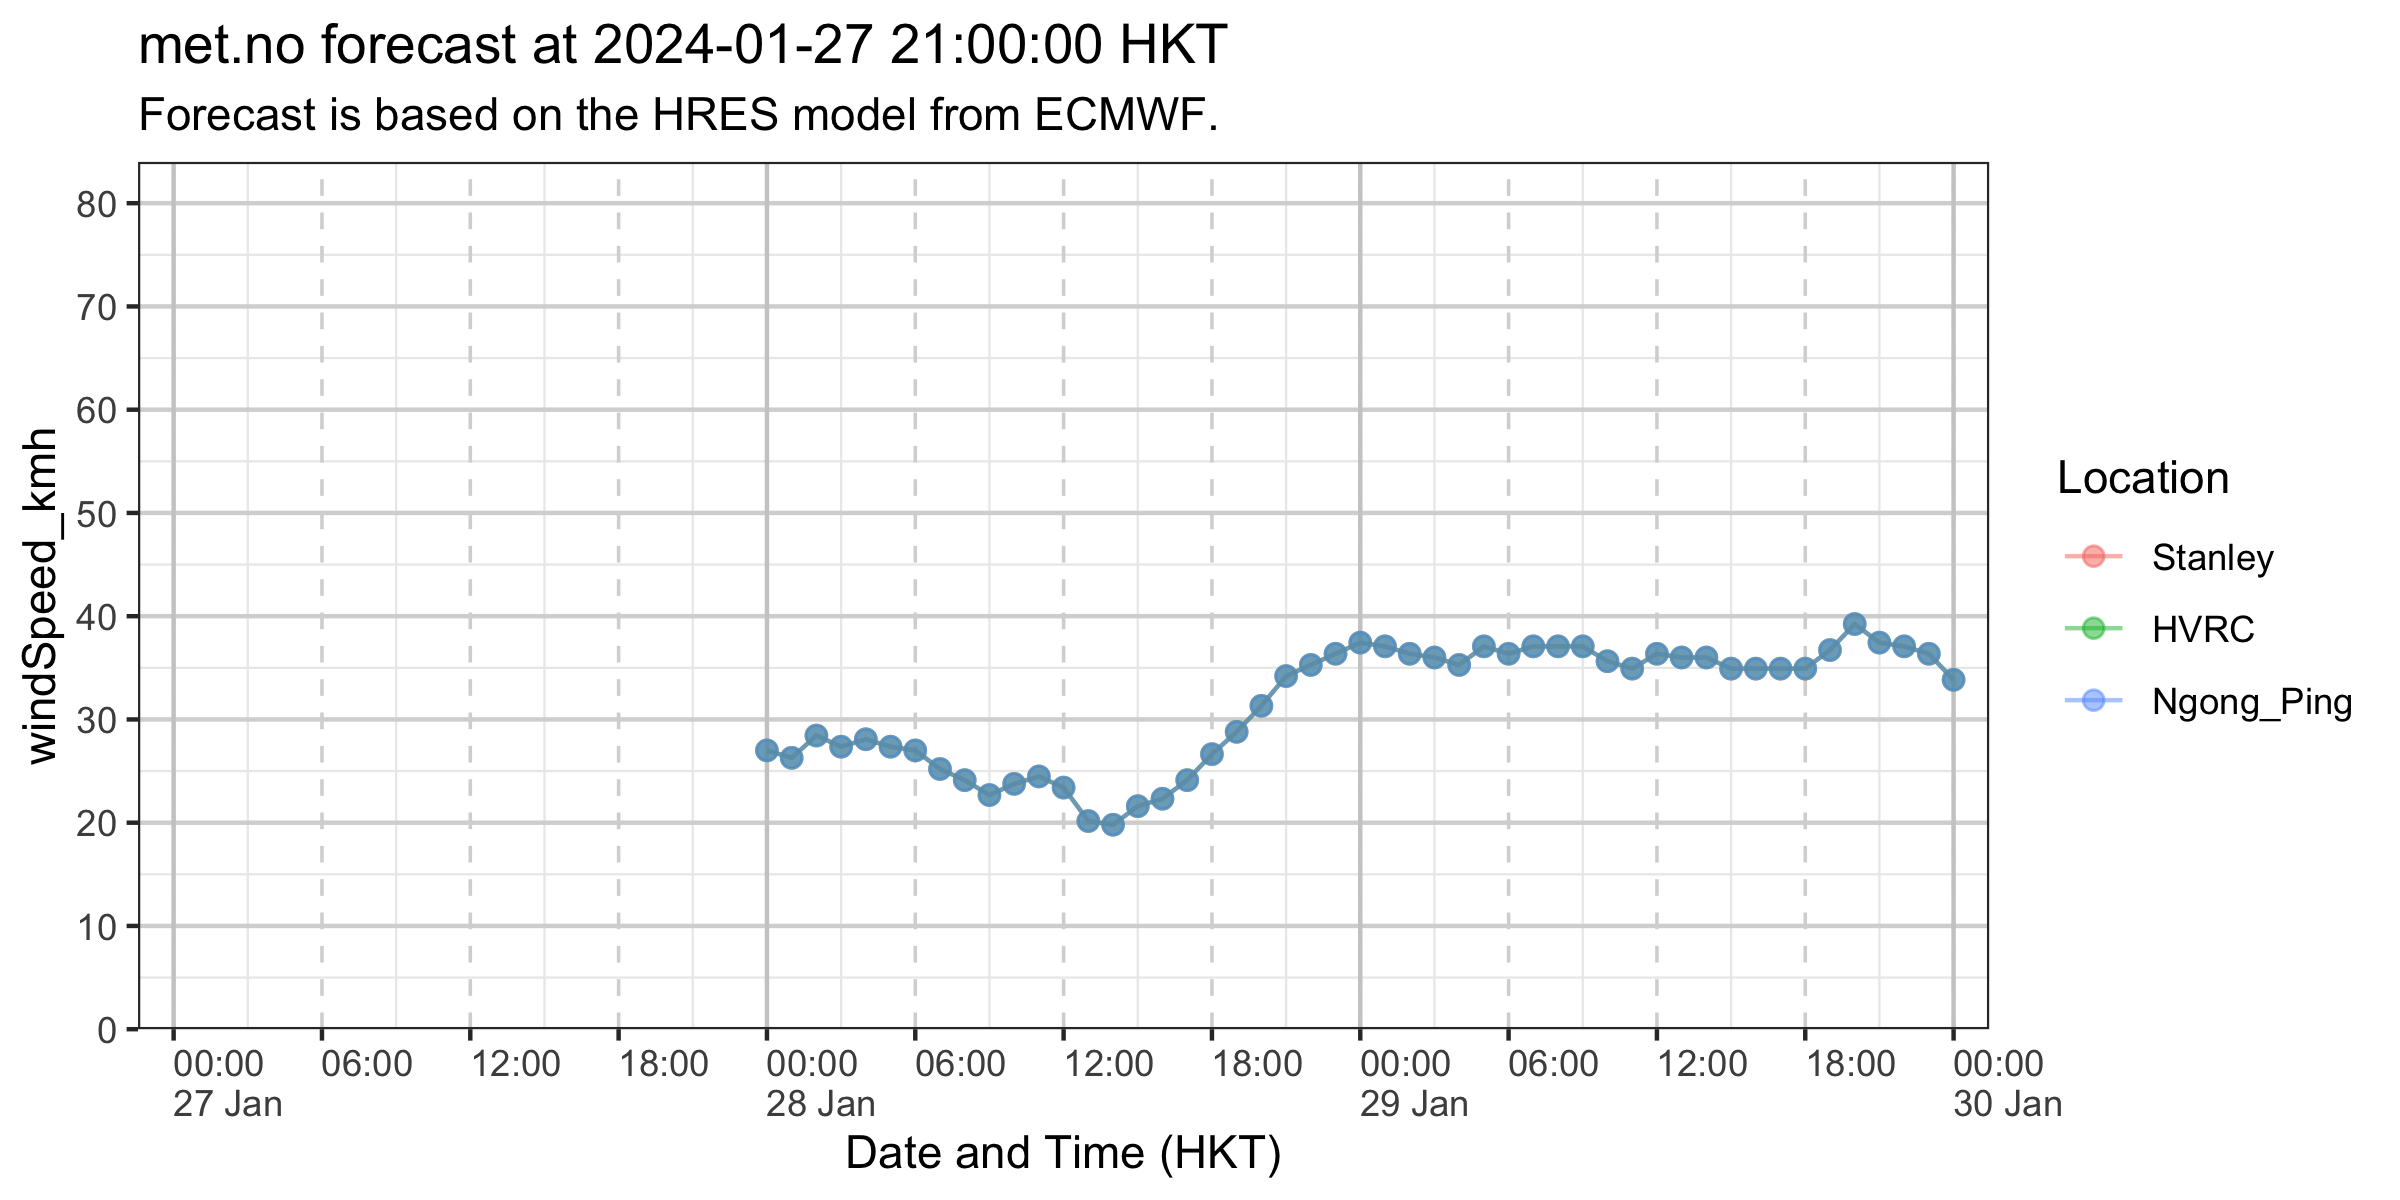 met.no forecast at 2024-01-27 21:00:00 HKT
Forecast is based on the HRES model from ECMWF.
windSpeed_kmh
80
70
60
50
40
30
20
10
0
00:00 06:00 12:00 18:00 00:00 06:00 12:00 18:00 00:00 06:00 12:00 18:00 00:00
27 Jan 28 Jan 29 Jan 30 Jan
Date and Time (HKT)
Location
Stanley
HVRC
Ngong_Ping